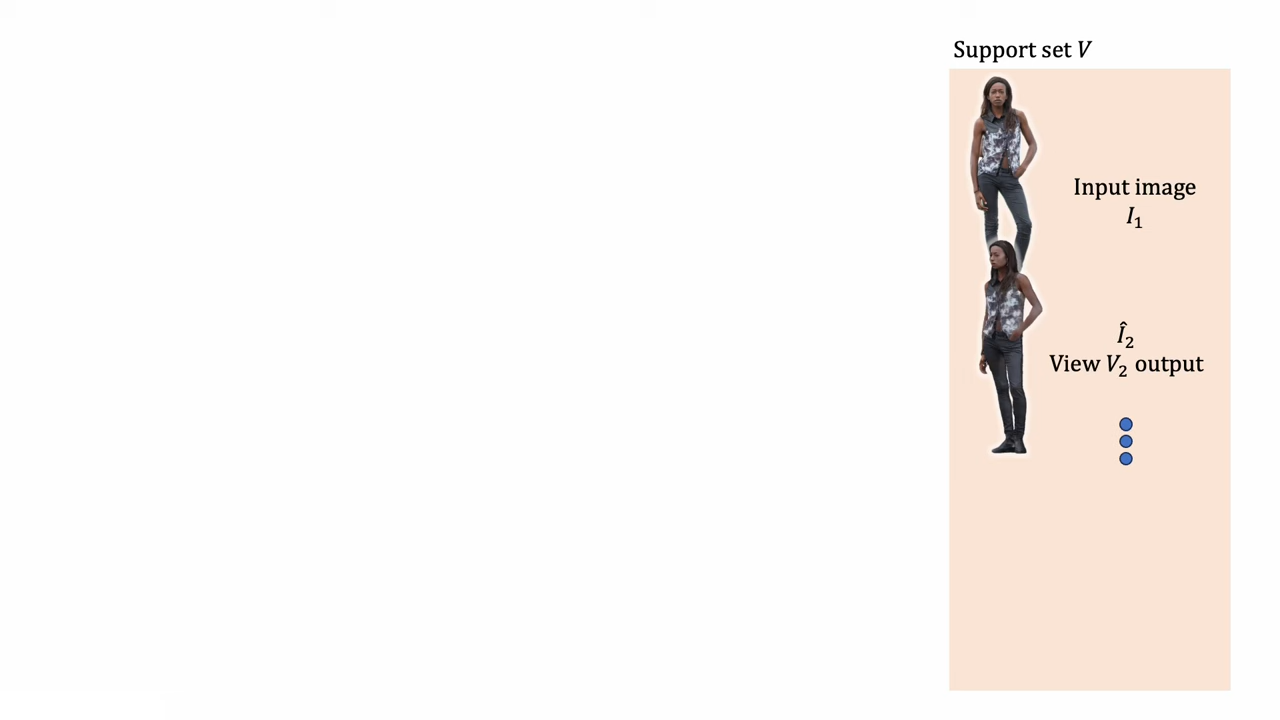 Support set V
Input image
I₁
Î₂
View V₂ output